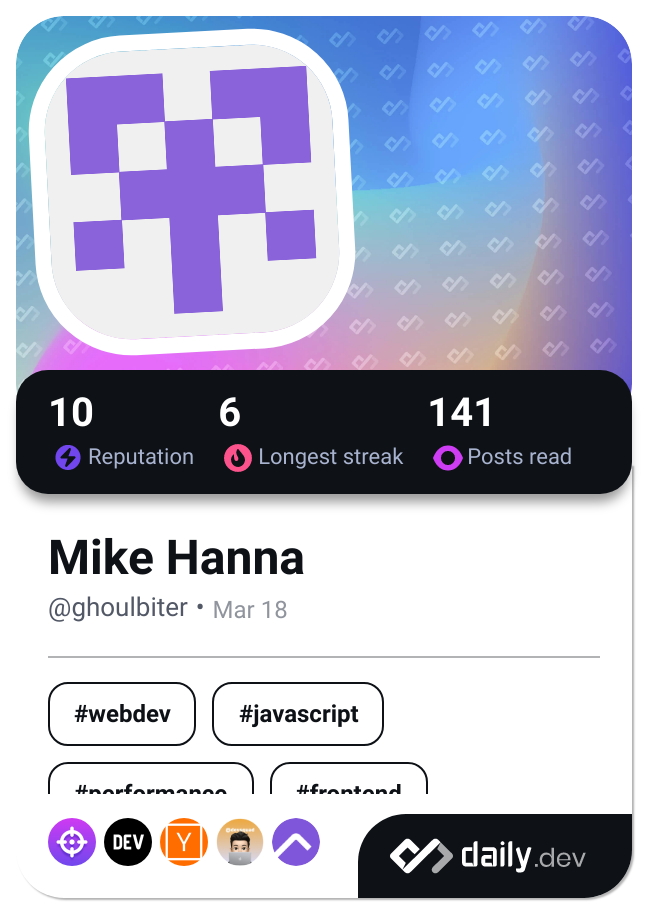 10 6 141
Reputation Longest streak Posts read
Mike Hanna
@ghoulbiter • Mar 18
#webdev #javascript
#performance #frontend
DEV Y daily.dev